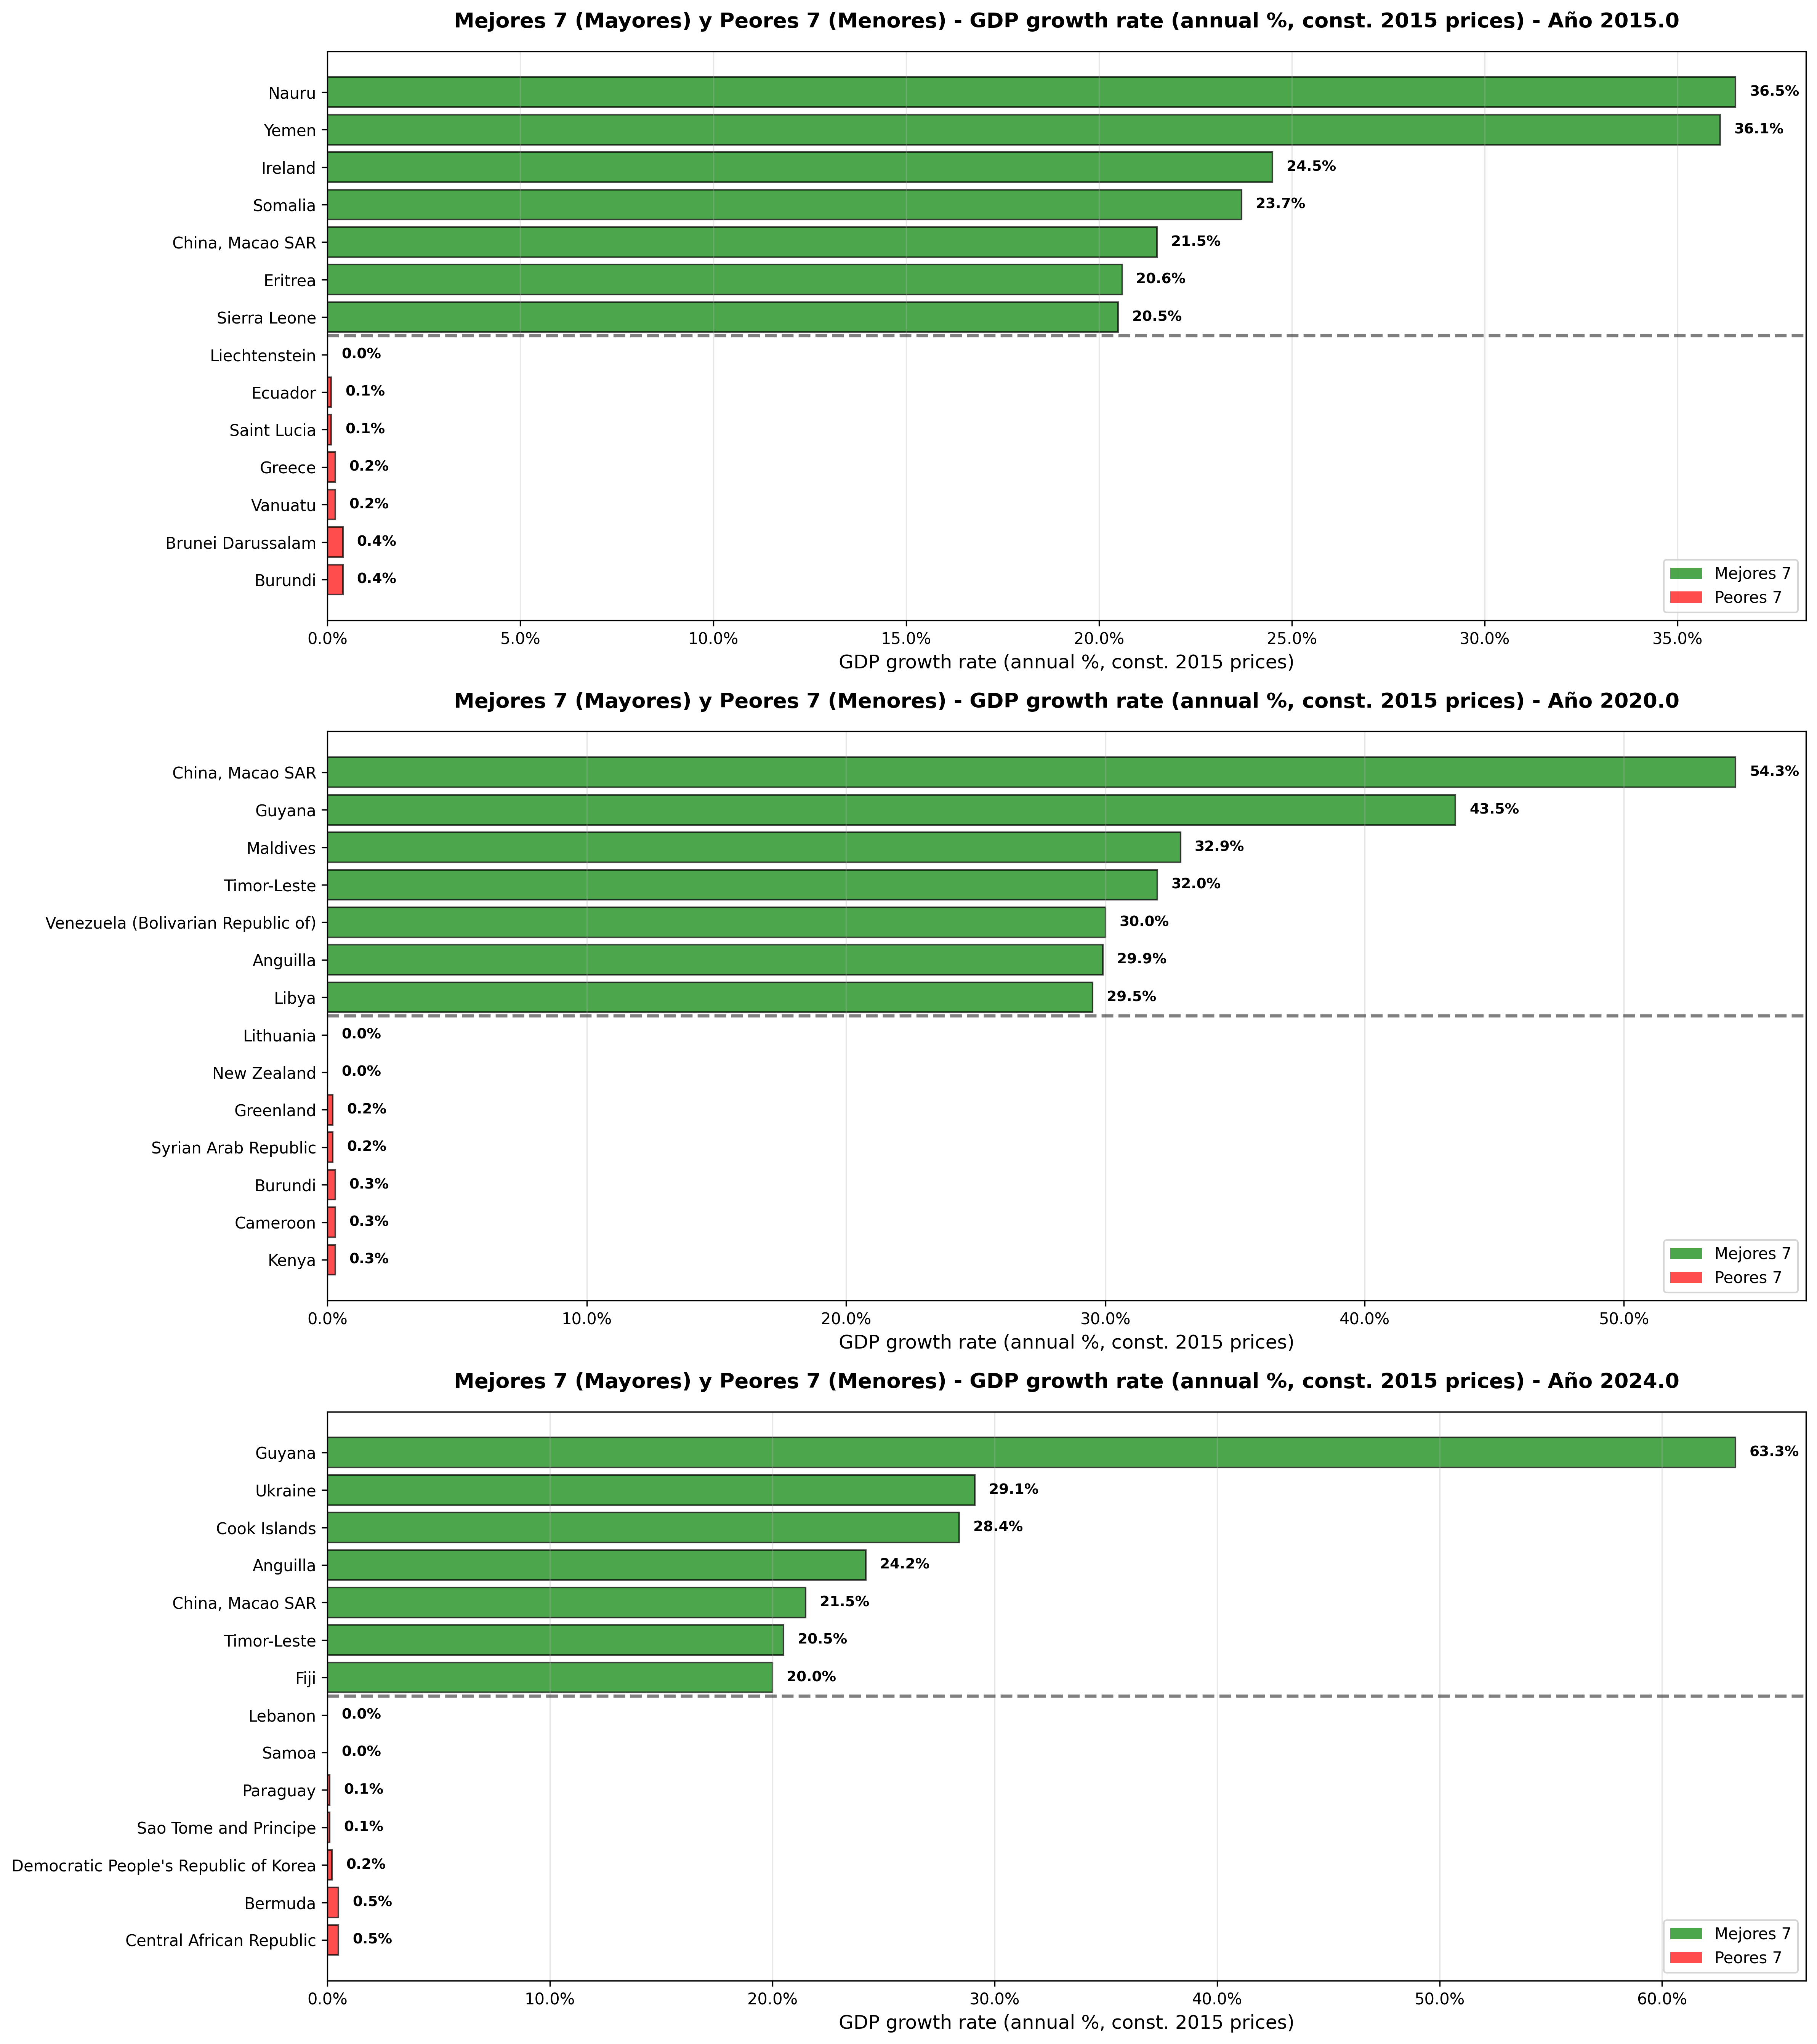 Mejores 7 (Mayores) y Peores 7 (Menores) - GDP growth rate (annual %, const. 2015 prices) - Año 2015.0
Nauru 36.5%
Yemen 36.1%
Ireland 24.5%
Somalia 23.7%
China, Macao SAR 21.5%
Eritrea 20.6%
Sierra Leone 20.5%
Liechtenstein 0.0%
Ecuador 0.1%
Saint Lucia 0.1%
Greece 0.2%
Vanuatu 0.2%
Brunei Darussalam 0.4%
Burundi 0.4%
Mejores 7
Peores 7
0.0% 5.0% 10.0% 15.0% 20.0% 25.0% 30.0% 35.0%
GDP growth rate (annual %, const. 2015 prices)
Mejores 7 (Mayores) y Peores 7 (Menores) - GDP growth rate (annual %, const. 2015 prices) - Año 2020.0
China, Macao SAR 54.3%
Guyana 43.5%
Maldives 32.9%
Timor-Leste 32.0%
Venezuela (Bolivarian Republic of) 30.0%
Anguilla 29.9%
Libya 29.5%
Lithuania 0.0%
New Zealand 0.0%
Greenland 0.2%
Syrian Arab Republic 0.2%
Burundi 0.3%
Cameroon 0.3%
Kenya 0.3%
Mejores 7
Peores 7
0.0% 10.0% 20.0% 30.0% 40.0% 50.0%
GDP growth rate (annual %, const. 2015 prices)
Mejores 7 (Mayores) y Peores 7 (Menores) - GDP growth rate (annual %, const. 2015 prices) - Año 2024.0
Guyana 63.3%
Ukraine 29.1%
Cook Islands 28.4%
Anguilla 24.2%
China, Macao SAR 21.5%
Timor-Leste 20.5%
Fiji 20.0%
Lebanon 0.0%
Samoa 0.0%
Paraguay 0.1%
Sao Tome and Principe 0.1%
Democratic People's Republic of Korea 0.2%
Bermuda 0.5%
Central African Republic 0.5%
Mejores 7
Peores 7
0.0% 10.0% 20.0% 30.0% 40.0% 50.0% 60.0%
GDP growth rate (annual %, const. 2015 prices)